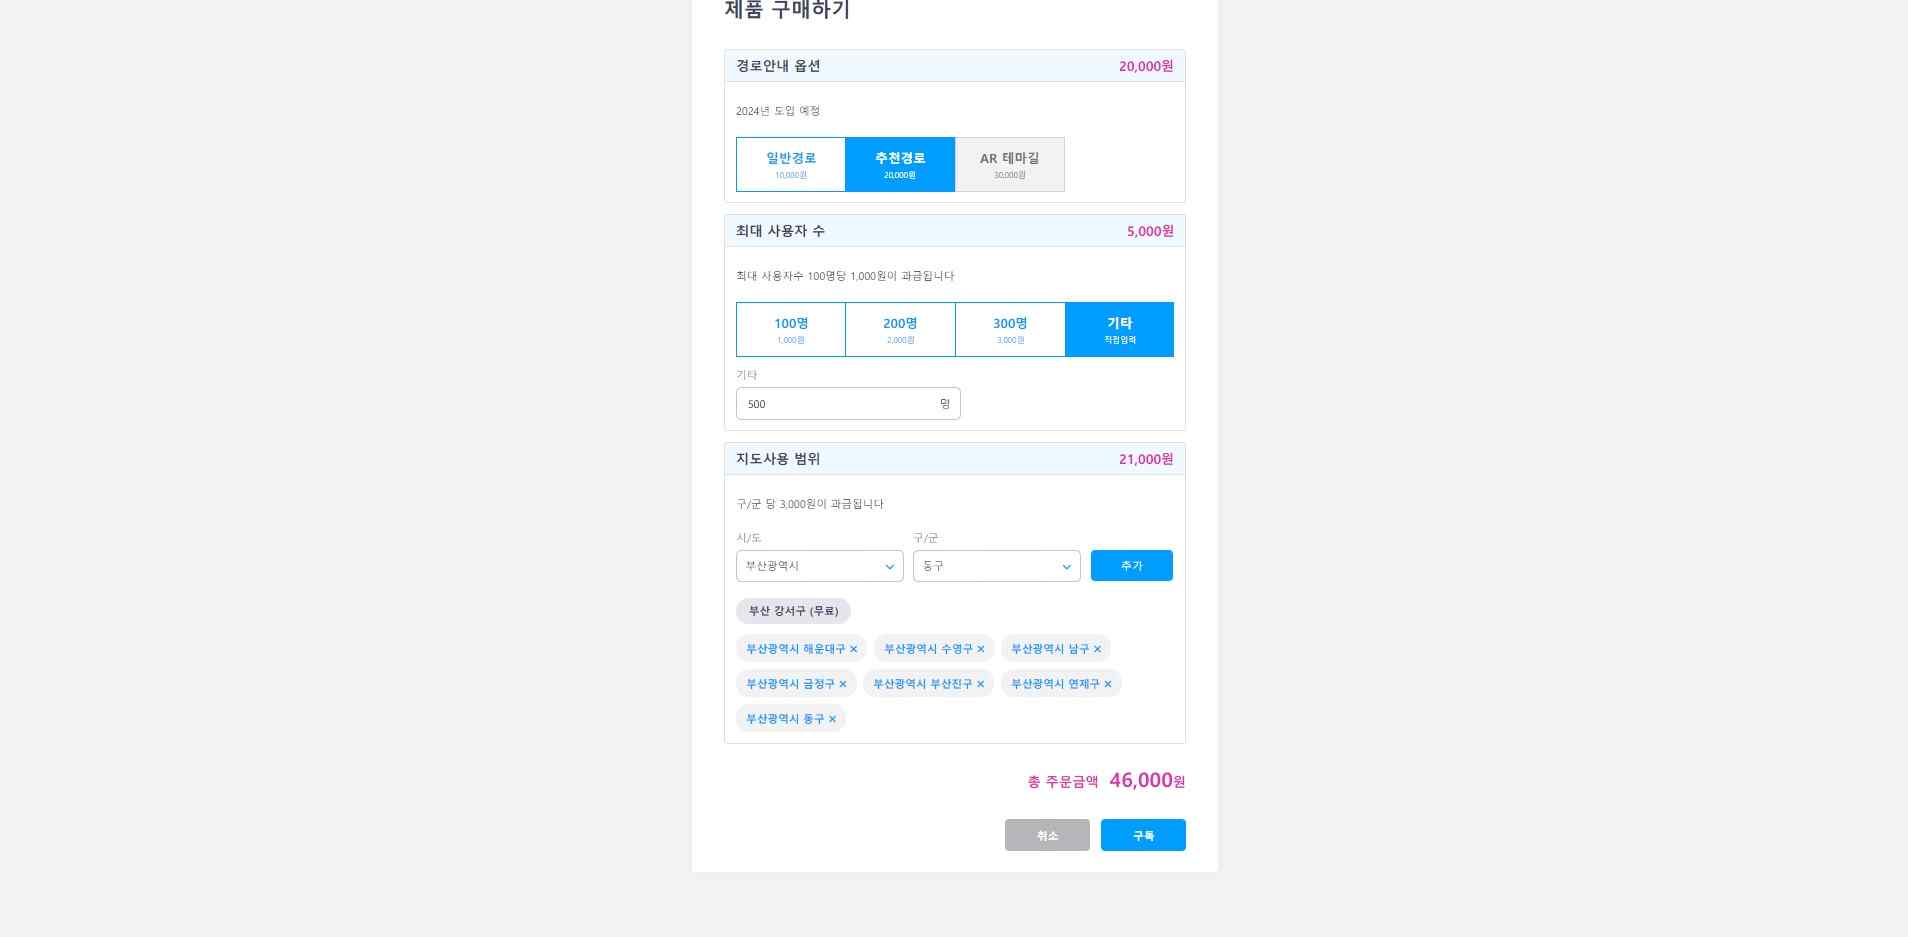 제품 구매하기
경로안내 옵션 20,000원
2024년 도입 예정
일반경로 추천경로 AR 테마길
10,000원 20,000원 30,000원
최대 사용자 수 5,000원
최대 사용자수 100명당 1,000원이 과금됩니다
100명 200명 300명 기타
1,000원 2,000원 3,000원 직접입력
기타
500 명
지도사용 범위 21,000원
구/군 당 3,000원이 과금됩니다
시/도 구/군
부산광역시 동구 추가
부산 강서구 (무료)
부산광역시 해운대구 × 부산광역시 수영구 × 부산광역시 남구 ×
부산광역시 금정구 × 부산광역시 부산진구 × 부산광역시 연제구 ×
부산광역시 동구 ×
총 주문금액 46,000원
취소 구독